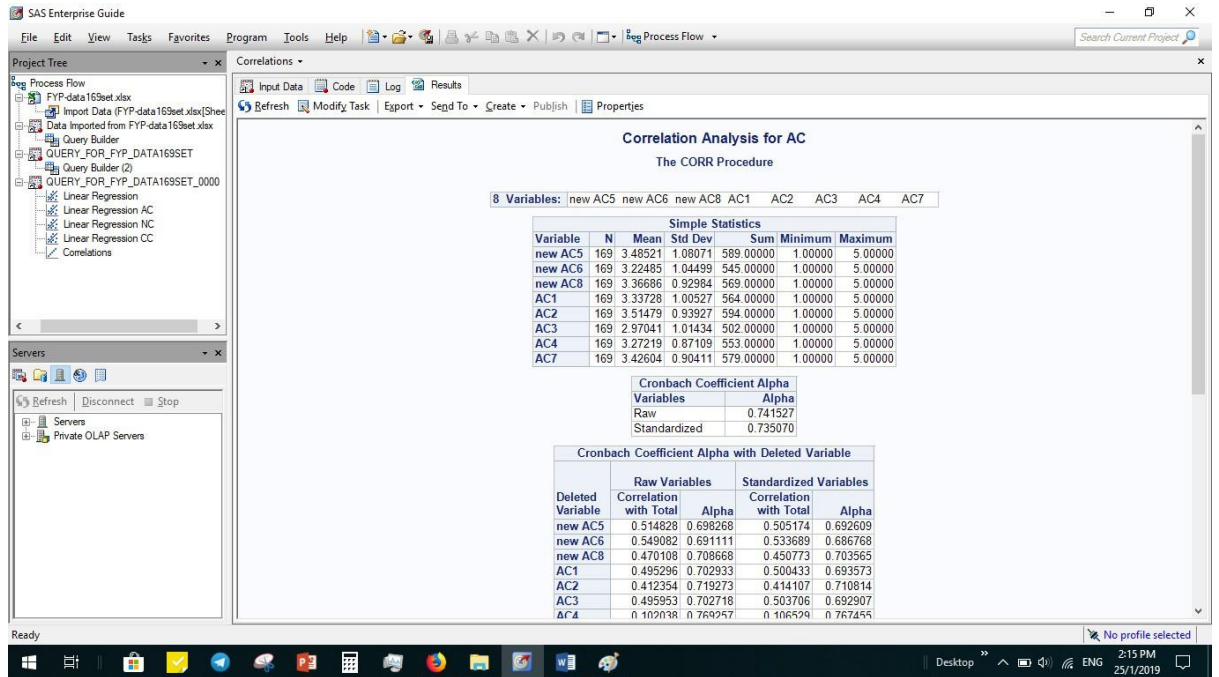 SAS Enterprise Guide
File Edit View Tasks Favorites Program Tools Help Process Flow Search Current Project
Project Tree
Process Flow
FYP-data169set.xlsx
Import Data (FYP-data169set.xlsx[Shee
Data Imported from FYP-data169set.xlsx
Query Builder
QUERY_FOR_FYP_DATA169SET
Query Builder (2)
QUERY_FOR_FYP_DATA169SET_0000
Linear Regression
Linear Regression AC
Linear Regression NC
Linear Regression CC
Correlations
Servers
Refresh Disconnect Stop
Servers
Private OLAP Servers
Correlations
Input Data Code Log Results
Refresh Modify Task Export Send To Create Publish Properties
Correlation Analysis for AC
The CORR Procedure
8 Variables: new AC5 new AC6 new AC8 AC1 AC2 AC3 AC4 AC7
Simple Statistics
Variable N Mean Std Dev Sum Minimum Maximum
new AC5 169 3.48521 1.08071 589.00000 1.00000 5.00000
new AC6 169 3.22485 1.04499 545.00000 1.00000 5.00000
new AC8 169 3.36686 0.92984 569.00000 1.00000 5.00000
AC1 169 3.33728 1.00527 564.00000 1.00000 5.00000
AC2 169 3.51479 0.93927 594.00000 1.00000 5.00000
AC3 169 2.97041 1.01434 502.00000 1.00000 5.00000
AC4 169 3.27219 0.87109 553.00000 1.00000 5.00000
AC7 169 3.42604 0.90411 579.00000 1.00000 5.00000
Cronbach Coefficient Alpha
Variables Alpha
Raw 0.741527
Standardized 0.735070
Cronbach Coefficient Alpha with Deleted Variable
Raw Variables Standardized Variables
Deleted Variable Correlation with Total Alpha Correlation with Total Alpha
new AC5 0.514828 0.698268 0.505174 0.692609
new AC6 0.549082 0.691111 0.533689 0.686768
new AC8 0.470108 0.708668 0.450773 0.703565
AC1 0.495296 0.702933 0.500433 0.693573
AC2 0.412354 0.719273 0.414107 0.710814
AC3 0.495953 0.702718 0.503706 0.692907
AC4 0.102038 0.769257 0.106529 0.767455
Ready
No profile selected
Desktop ENG 2:15 PM
25/1/2019